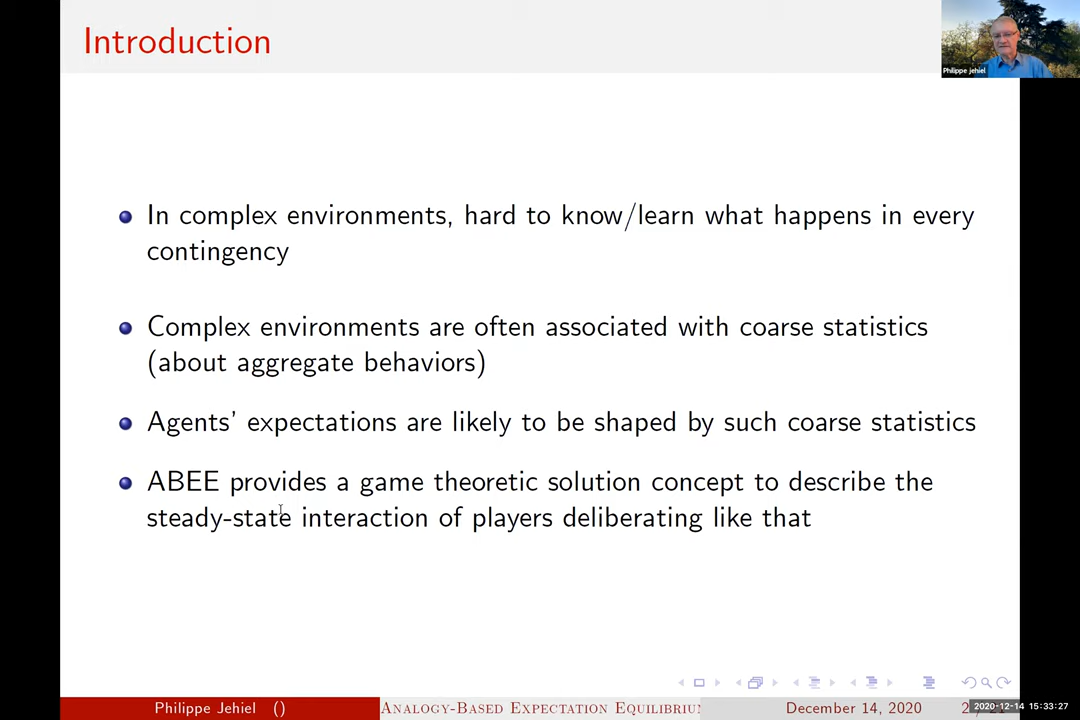 Introduction
Philippe jehiel
In complex environments, hard to know/learn what happens in every
contingency
Complex environments are often associated with coarse statistics
(about aggregate behaviors)
Agents' expectations are likely to be shaped by such coarse statistics
ABEE provides a game theoretic solution concept to describe the
steady-state interaction of players deliberating like that
Philippe Jehiel () Analogy-Based Expectation Equilibriu December 14, 2020 2
2020-12-14 15:33:27